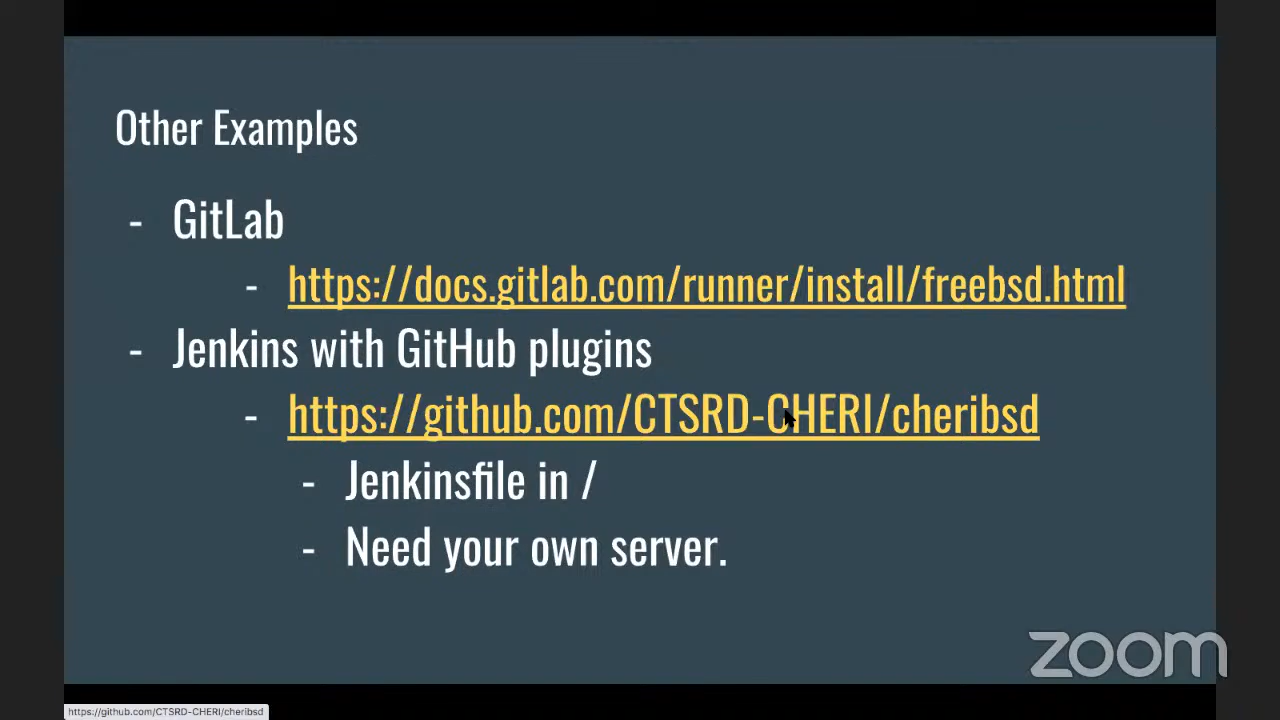 Other Examples
- GitLab
- https://docs.gitlab.com/runner/install/freebsd.html
- Jenkins with GitHub plugins
- https://github.com/CTSRD-CHERI/cheribsd
- Jenkinsfile in /
- Need your own server.
zoom
https://github.com/CTSRD-CHERI/cheribsd